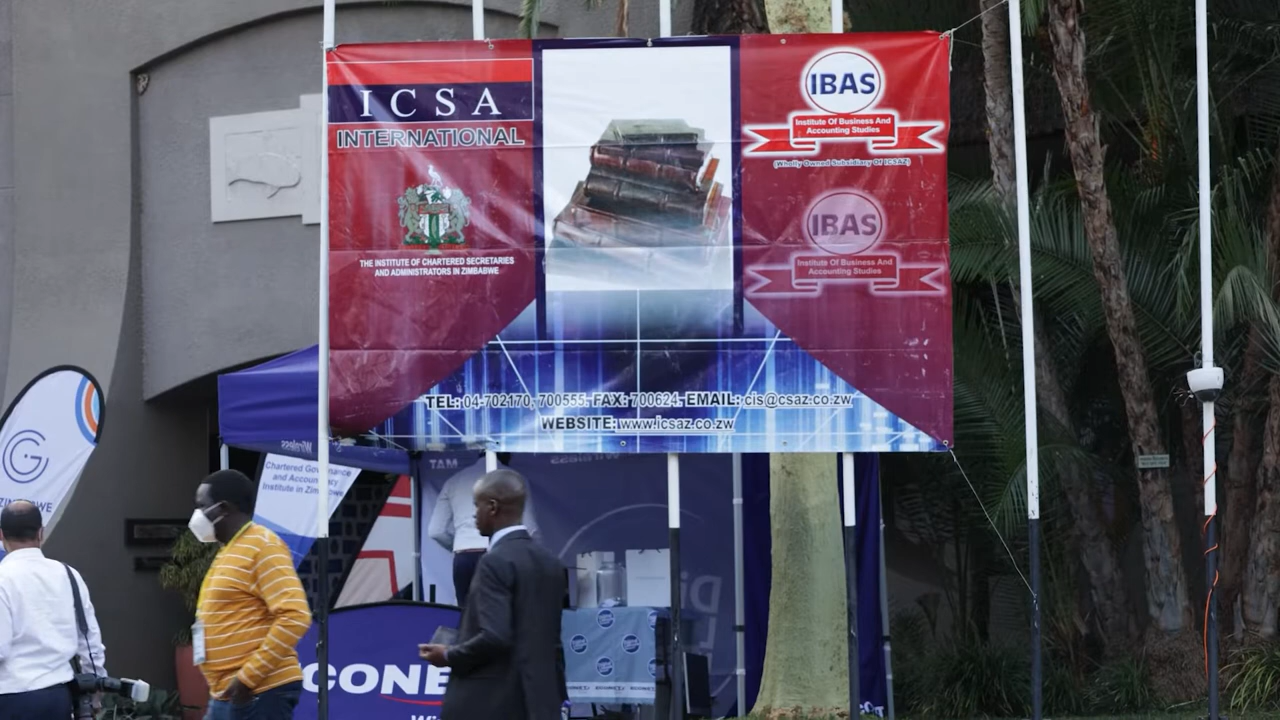 ICSA
INTERNATIONAL
THE INSTITUTE OF CHARTERED SECRETARIES
AND ADMINISTRATORS IN ZIMBABWE
IBAS
Institute Of Business And
Accounting Studies
(Wholly Owned Subsidiary Of ICSAZ)
IBAS
Institute Of Business And
Accounting Studies
TEL: 04-702170, 700555. FAX: 700624. EMAIL: cis@csaz.co.zw
WEBSITE: www.icsaz.co.zw
Chartered Governance
and Accountancy
Institute in Zimbabwe
CONE